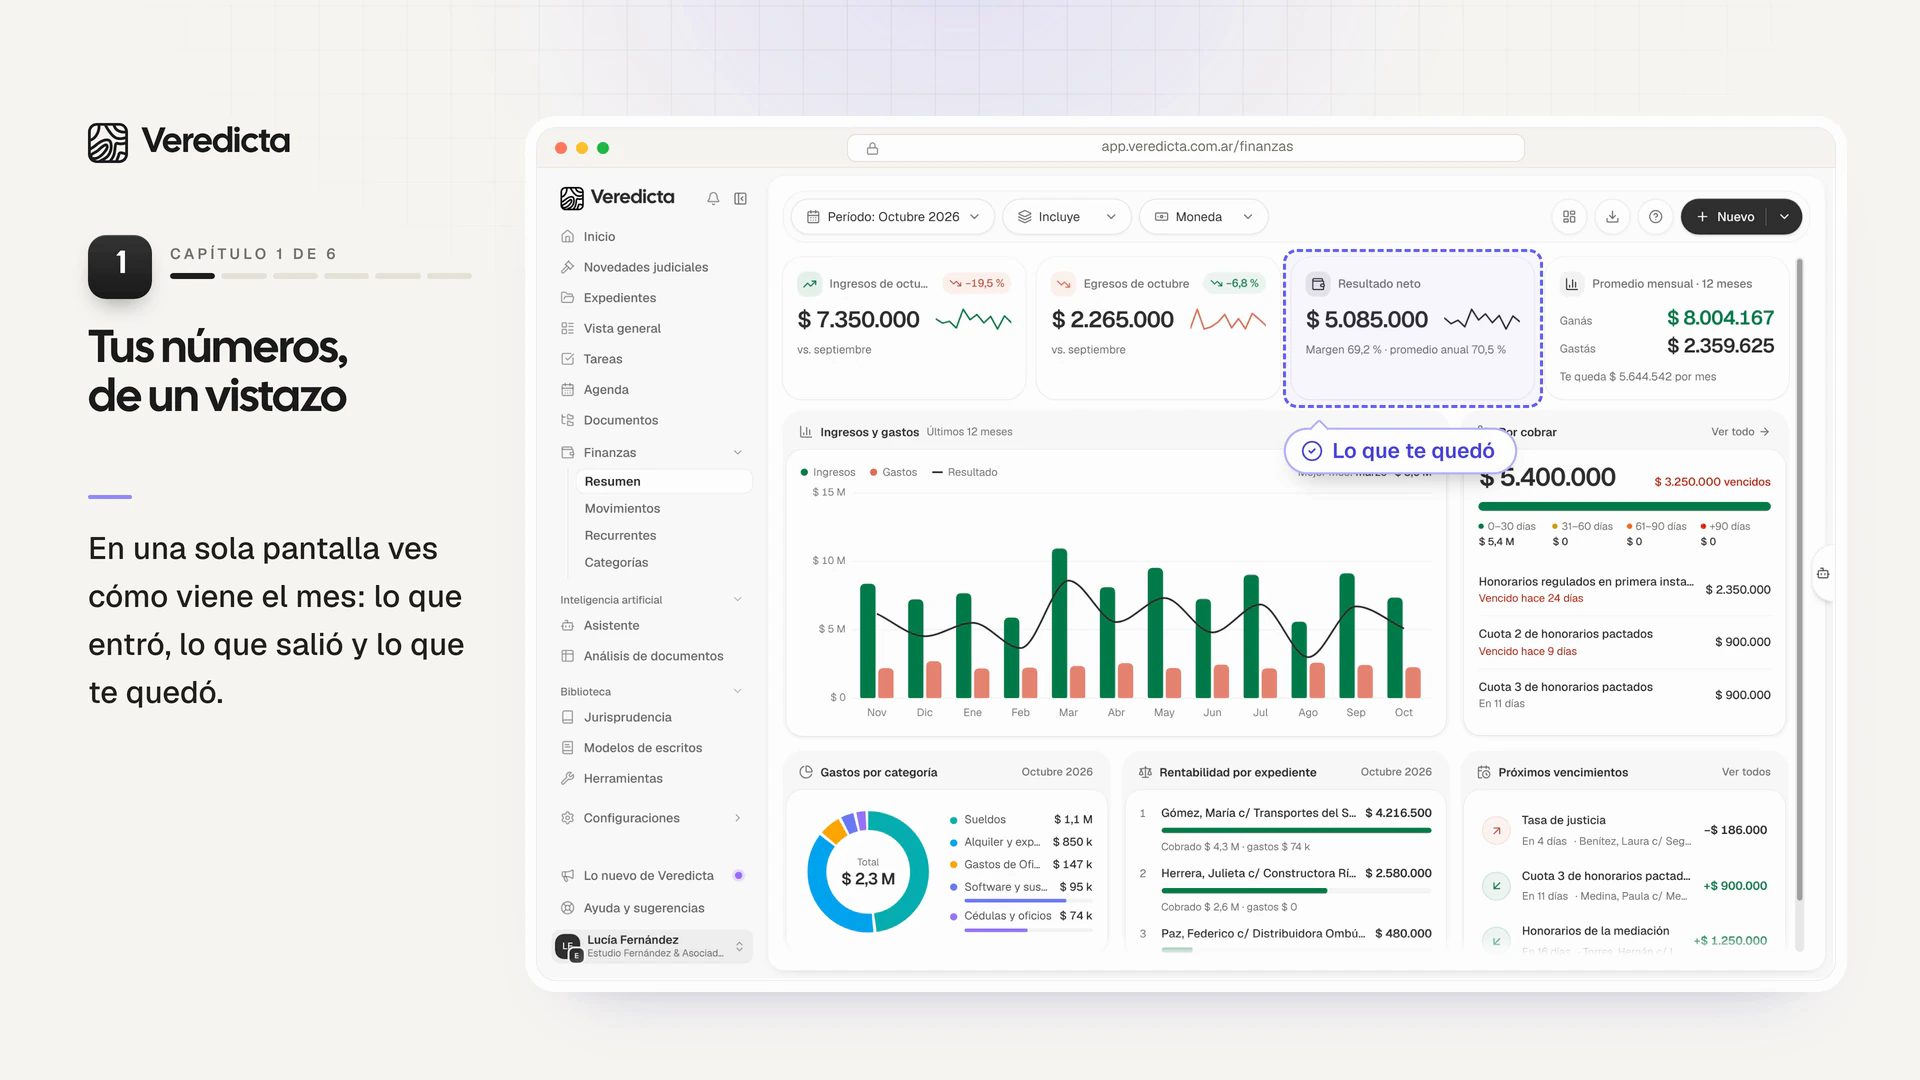 Veredicta
1
CAPÍTULO 1 DE 6
Tus números,
de un vistazo
En una sola pantalla ves
cómo viene el mes: lo que
entró, lo que salió y lo que
te quedó.
app.veredicta.com.ar/finanzas
Veredicta
Inicio
Novedades judiciales
Expedientes
Vista general
Tareas
Agenda
Documentos
Finanzas
Resumen
Movimientos
Recurrentes
Categorías
Inteligencia artificial
Asistente
Análisis de documentos
Biblioteca
Jurisprudencia
Modelos de escritos
Herramientas
Configuraciones
Lo nuevo de Veredicta
Ayuda y sugerencias
LF
E
Lucía Fernández
Estudio Fernández & Asociad...
Período: Octubre 2026
Incluye
Moneda
Nuevo
Ingresos de octu...
−19,5 %
$ 7.350.000
vs. septiembre
Egresos de octubre
−6,8 %
$ 2.265.000
vs. septiembre
Resultado neto
$ 5.085.000
Margen 69,2 % · promedio anual 70,5 %
Promedio mensual · 12 meses
Ganás
$ 8.004.167
Gastás
$ 2.359.625
Te queda $ 5.644.542 por mes
Lo que te quedó
Ingresos y gastos
Últimos 12 meses
Ingresos
Gastos
Resultado
$ 15 M
$ 10 M
$ 5 M
$ 0
Nov
Dic
Ene
Feb
Mar
Abr
May
Jun
Jul
Ago
Sep
Oct
Por cobrar
Ver todo
$ 5.400.000
$ 3.250.000 vencidos
0–30 días
31–60 días
61–90 días
+90 días
$ 5,4 M
$ 0
$ 0
$ 0
Honorarios regulados en primera insta...
$ 2.350.000
Vencido hace 24 días
Cuota 2 de honorarios pactados
$ 900.000
Vencido hace 9 días
Cuota 3 de honorarios pactados
$ 900.000
En 11 días
Gastos por categoría
Octubre 2026
Total
$ 2,3 M
Sueldos
$ 1,1 M
Alquiler y exp...
$ 850 k
Gastos de Ofi...
$ 147 k
Software y sus...
$ 95 k
Cédulas y oficios
$ 74 k
Rentabilidad por expediente
Octubre 2026
1
Gómez, María c/ Transportes del S...
$ 4.216.500
Cobrado $ 4,3 M · gastos $ 74 k
2
Herrera, Julieta c/ Constructora Rí...
$ 2.580.000
Cobrado $ 2,6 M · gastos $ 0
3
Paz, Federico c/ Distribuidora Ombú...
$ 480.000
Próximos vencimientos
Ver todos
Tasa de justicia
En 4 días · Benítez, Laura c/ Seg...
−$ 186.000
Cuota 3 de honorarios pactad...
En 11 días · Medina, Paula c/ Me...
+$ 900.000
Honorarios de la mediación
+$ 1.250.000